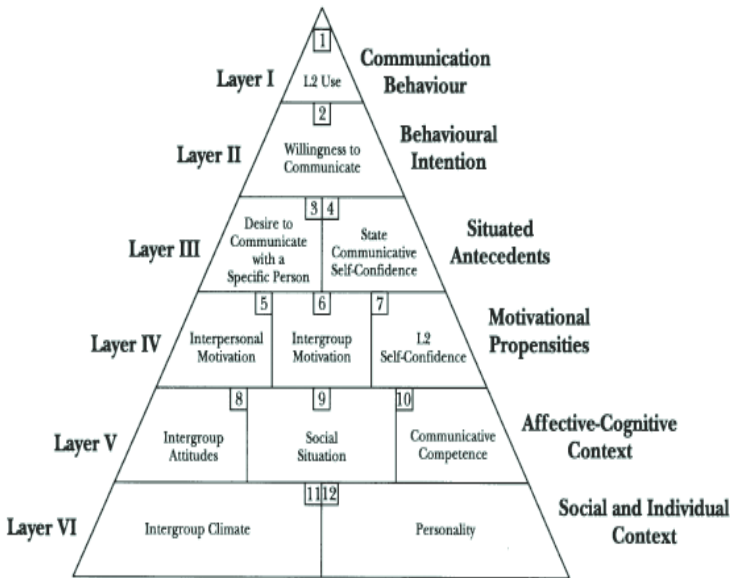 1
Layer I
L2 Use
Communication
Behaviour
2
Layer II
Willingness to
Communicate
Behavioural
Intention
3 4
Layer III
Desire to
Communicate
with a
Specific Person
State
Communicative
Self-Confidence
Situated
Antecedents
5 6 7
Layer IV
Interpersonal
Motivation
Intergroup
Motivation
L2
Self-Confidence
Motivational
Propensities
8 9 10
Layer V
Intergroup
Attitudes
Social
Situation
Communicative
Competence
Affective-Cognitive
Context
11 12
Layer VI
Intergroup Climate
Personality
Social and Individual
Context